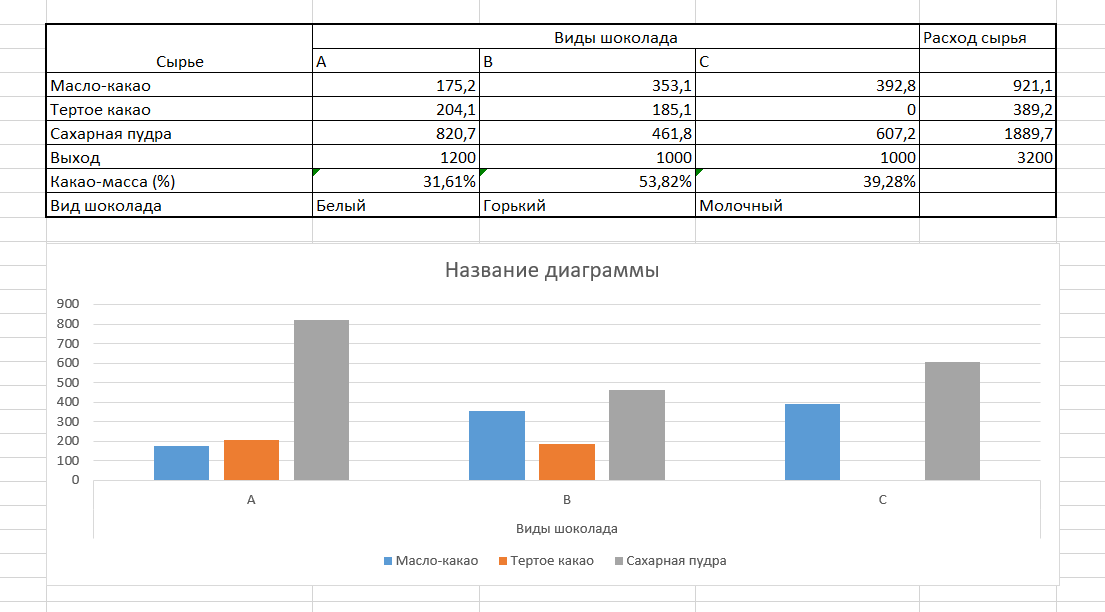 Виды шоколада Расход сырья
Сырье A B C
Масло-какао 175,2 353,1 392,8 921,1
Тертое какао 204,1 185,1 0 389,2
Сахарная пудра 820,7 461,8 607,2 1889,7
Выход 1200 1000 1000 3200
Какао-масса (%) 31,61% 53,82% 39,28%
Вид шоколада Белый Горький Молочный
Название диаграммы
900
800
700
600
500
400
300
200
100
0
A B C
Виды шоколада
Масло-какао Тертое какао Сахарная пудра